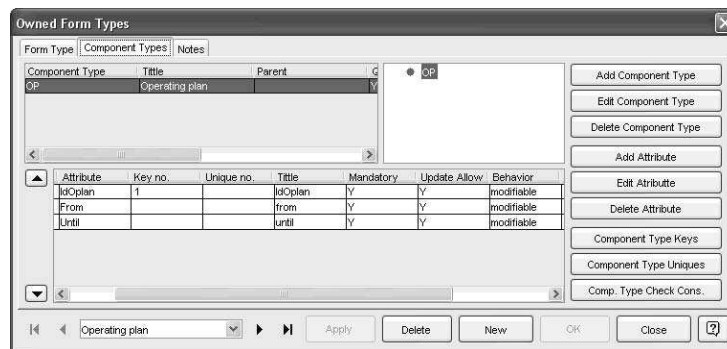 Owned Form Types
Form Type Component Types Notes
Component Type Tittle Parent
OP Operating plan Y
OP
Add Component Type
Edit Component Type
Delete Component Type
Add Attribute
Edit Atributte
Delete Attribute
Component Type Keys
Component Type Uniques
Comp. Type Check Cons.
Attribute Key no. Unique no. Tittle Mandatory Update Allow Behavior
IdOplan 1 IdOplan Y Y modifiable
From from Y Y modifiable
Until until Y Y modifiable
Operating plan Apply Delete New OK Close